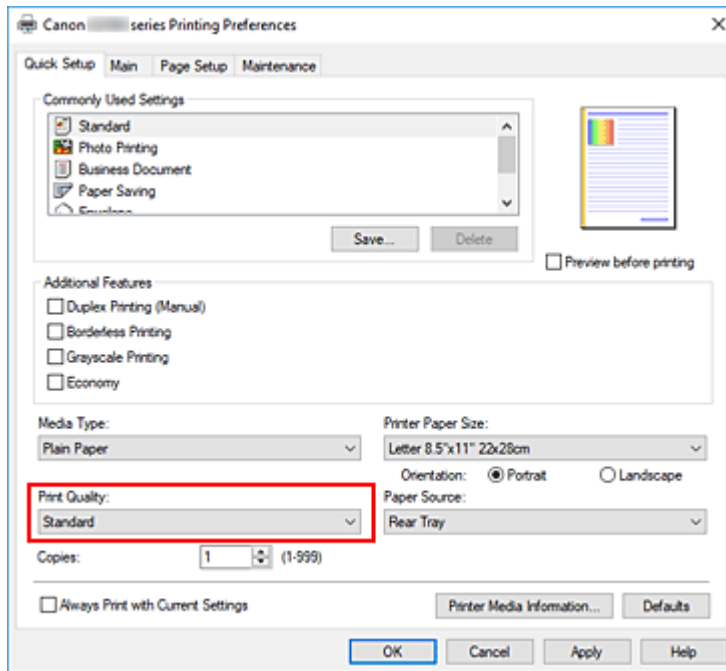 Canon series Printing Preferences
Quick Setup Main Page Setup Maintenance
Commonly Used Settings
Standard
Photo Printing
Business Document
Paper Saving
Envelope
Save... Delete
Preview before printing
Additional Features
Duplex Printing (Manual)
Borderless Printing
Grayscale Printing
Economy
Media Type: Printer Paper Size:
Plain Paper Letter 8.5"x11" 22x28cm
Orientation: Portrait Landscape
Print Quality: Paper Source:
Standard Rear Tray
Copies: 1 (1-999)
Always Print with Current Settings Printer Media Information... Defaults
OK Cancel Apply Help